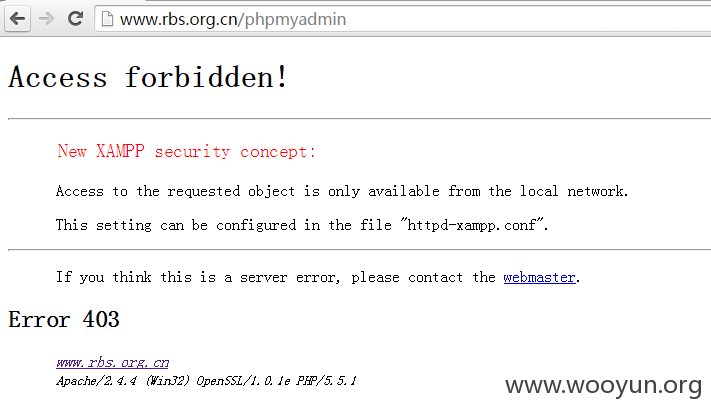 www.rbs.org.cn/phpmyadmin
Access forbidden!
New XAMPP security concept:
Access to the requested object is only available from the local network.
This setting can be configured in the file "httpd-xampp.conf".
If you think this is a server error, please contact the webmaster.
Error 403
www.rbs.org.cn
Apache/2.4.4 (Win32) OpenSSL/1.0.1e PHP/5.5.1
www.wooyun.org